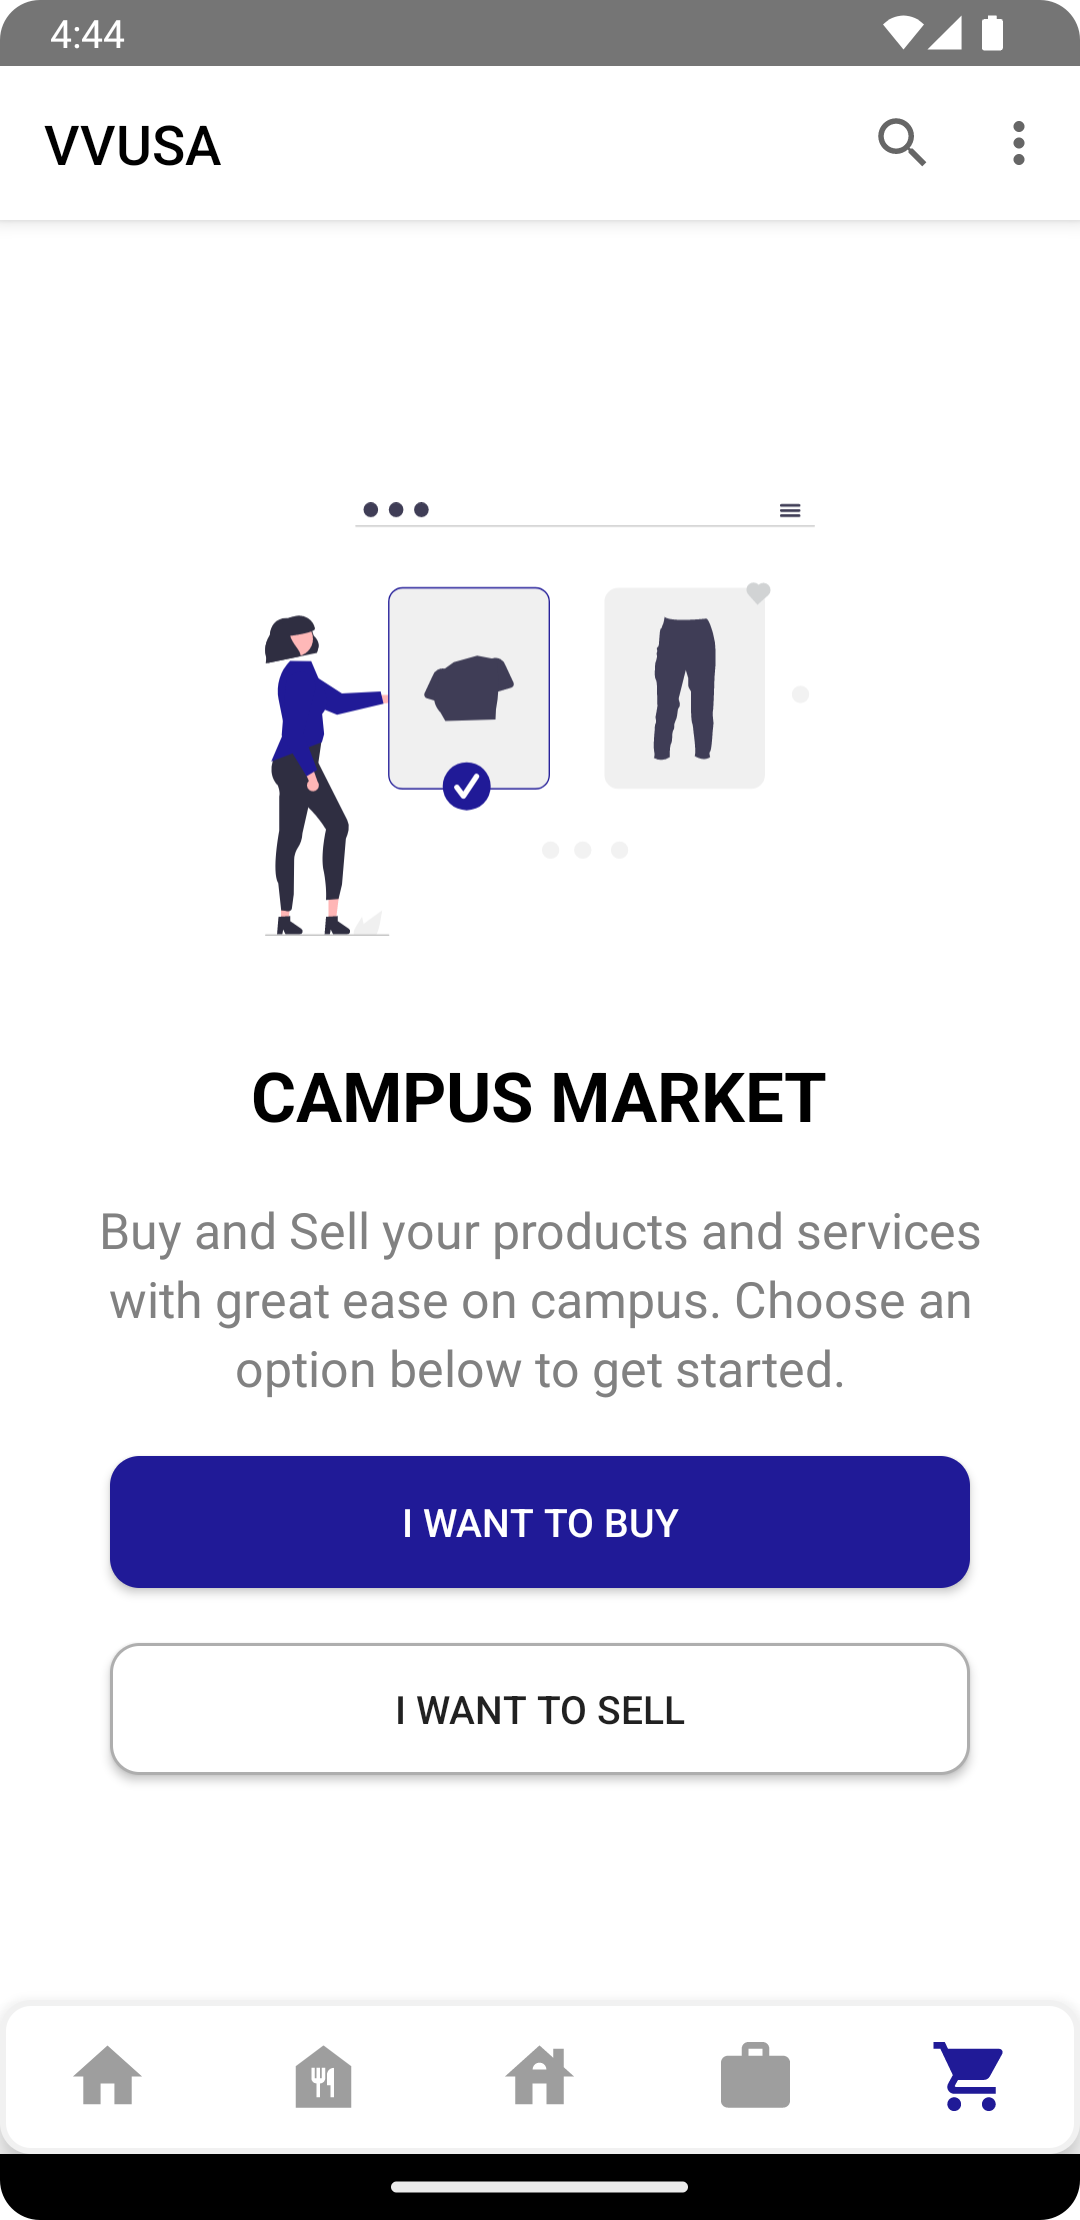 4:44
VVUSA
CAMPUS MARKET
Buy and Sell your products and services
with great ease on campus. Choose an
option below to get started.
I WANT TO BUY
I WANT TO SELL